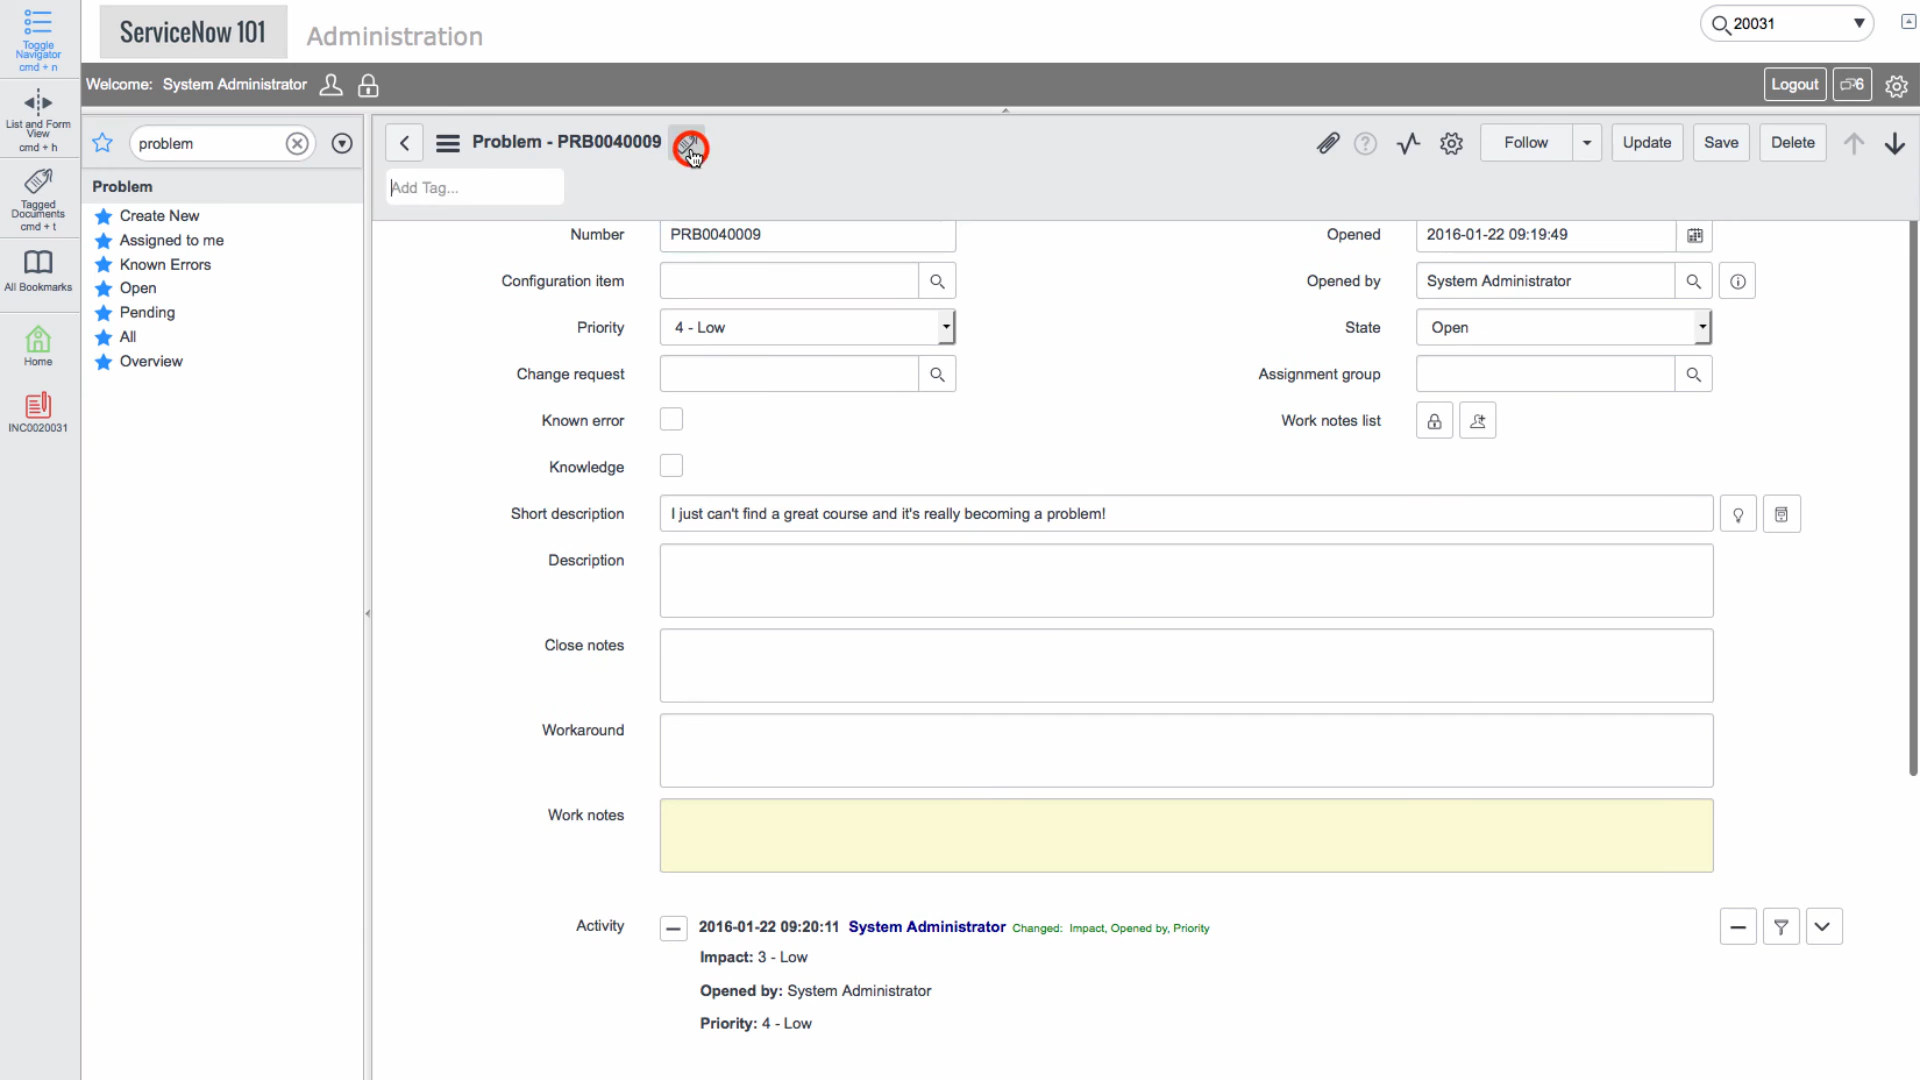 Toggle
Navigator
cmd + n
ServiceNow 101
Administration
20031
Welcome: System Administrator
Logout
6
List and Form
View
cmd + h
problem
Problem - PRB0040009
Follow
Update
Save
Delete
Add Tag...
Tagged
Documents
cmd + t
All Bookmarks
Home
INC0020031
Problem
Create New
Assigned to me
Known Errors
Open
Pending
All
Overview
Number PRB0040009
Opened 2016-01-22 09:19:49
Configuration item
Opened by System Administrator
Priority 4 - Low
State Open
Change request
Assignment group
Known error
Work notes list
Knowledge
Short description I just can't find a great course and it's really becoming a problem!
Description
Close notes
Workaround
Work notes
Activity 2016-01-22 09:20:11 System Administrator Changed: Impact, Opened by, Priority
Impact: 3 - Low
Opened by: System Administrator
Priority: 4 - Low